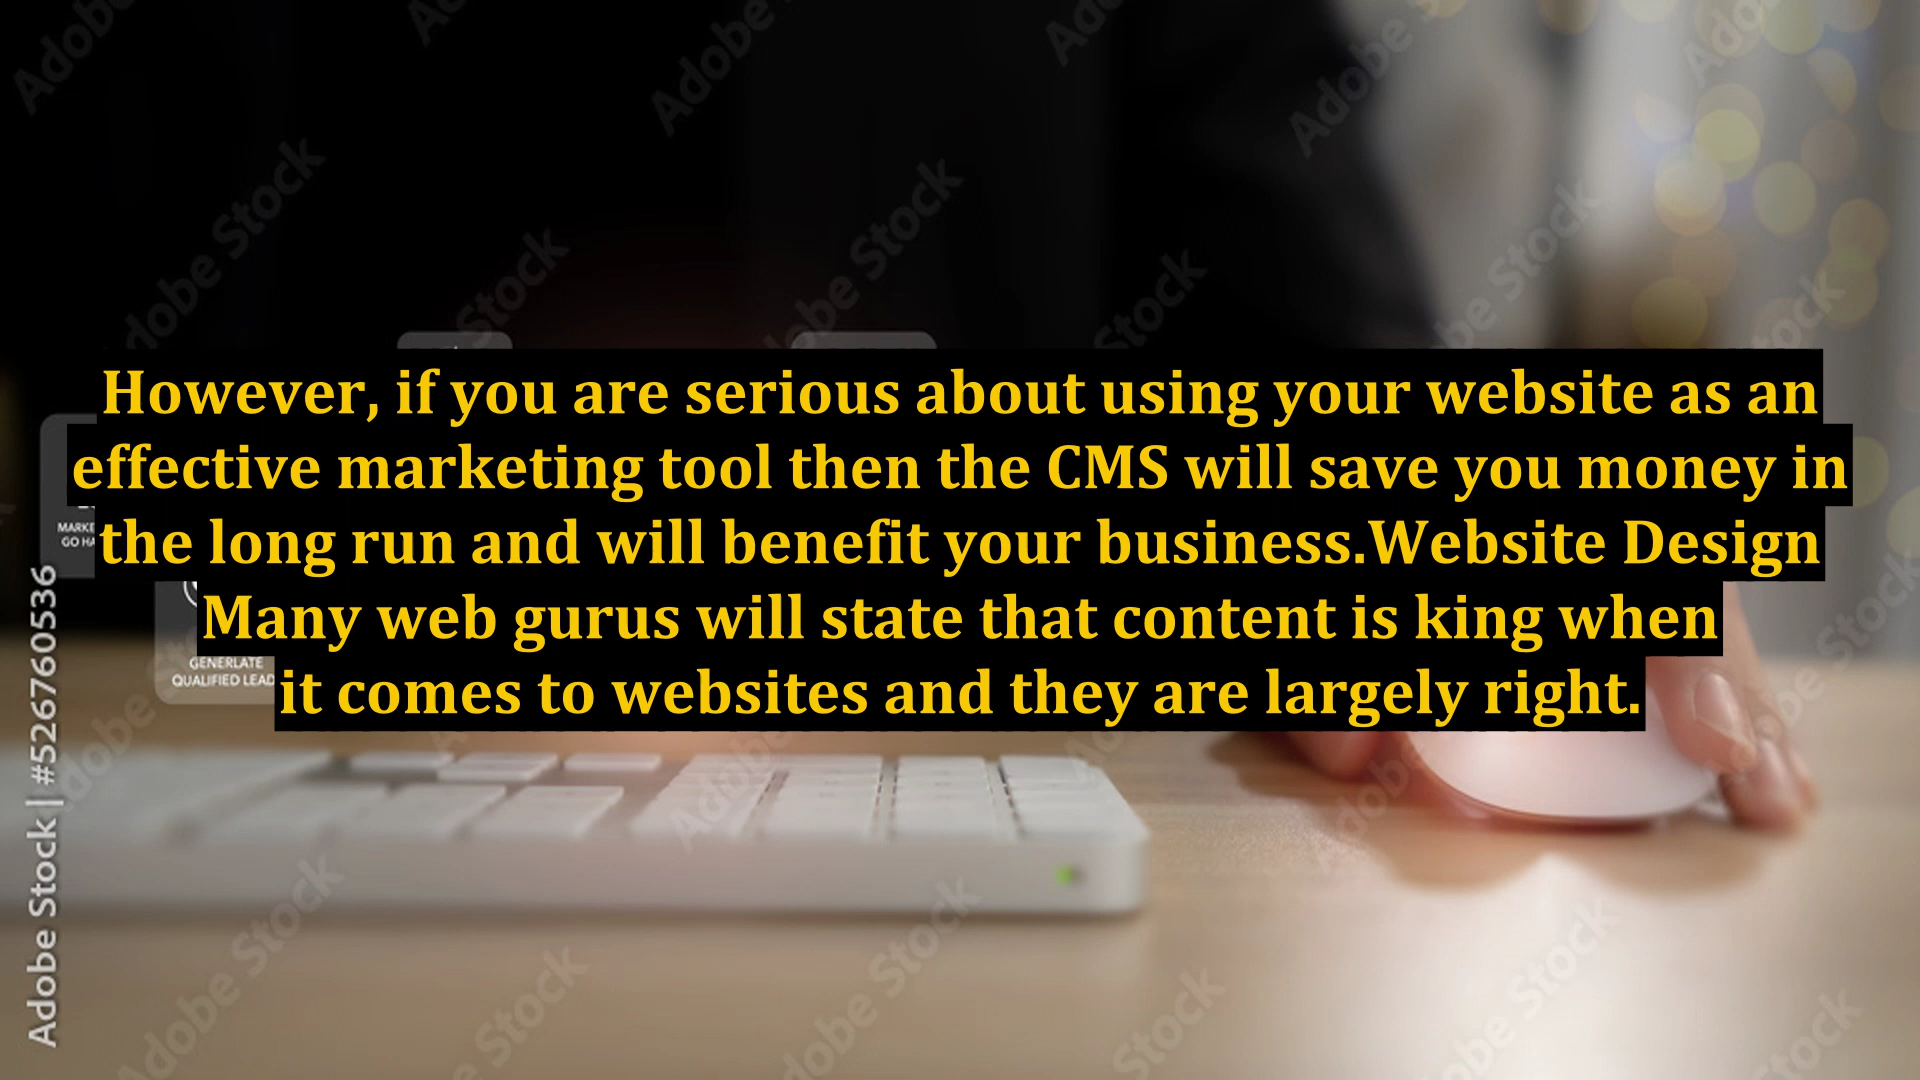 However, if you are serious about using your website as an
effective marketing tool then the CMS will save you money in
the long run and will benefit your business.Website Design
Many web gurus will state that content is king when
it comes to websites and they are largely right.
GENERLATE
QUALIFIED LEAD
Adobe Stock | #526760536
Adobe Stock